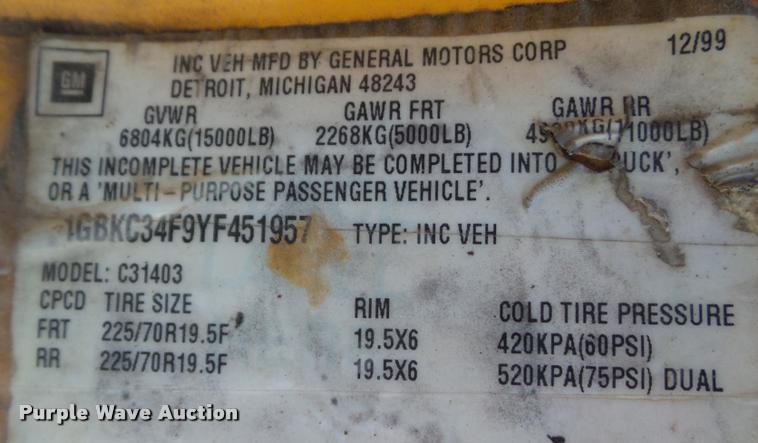 INC VEH MFD BY GENERAL MOTORS CORP 12/99
GM
DETROIT, MICHIGAN 48243
GVWR GAWR FRT GAWR RR
6804KG(15000LB) 2268KG(5000LB)
THIS INCOMPLETE VEHICLE MAY BE COMPLETED INTO
OR A 'MULTI-PURPOSE PASSENGER VEHICLE'.
1GBKC34F9YF451957 TYPE: INC VEH
MODEL: C31403
CPCD TIRE SIZE RIM COLD TIRE PRESSURE
FRT 225/70R19.5F 19.5X6 420KPA(60PSI)
RR 225/70R19.5F 19.5X6 520KPA(75PSI) DUAL
Purple Wave Auction